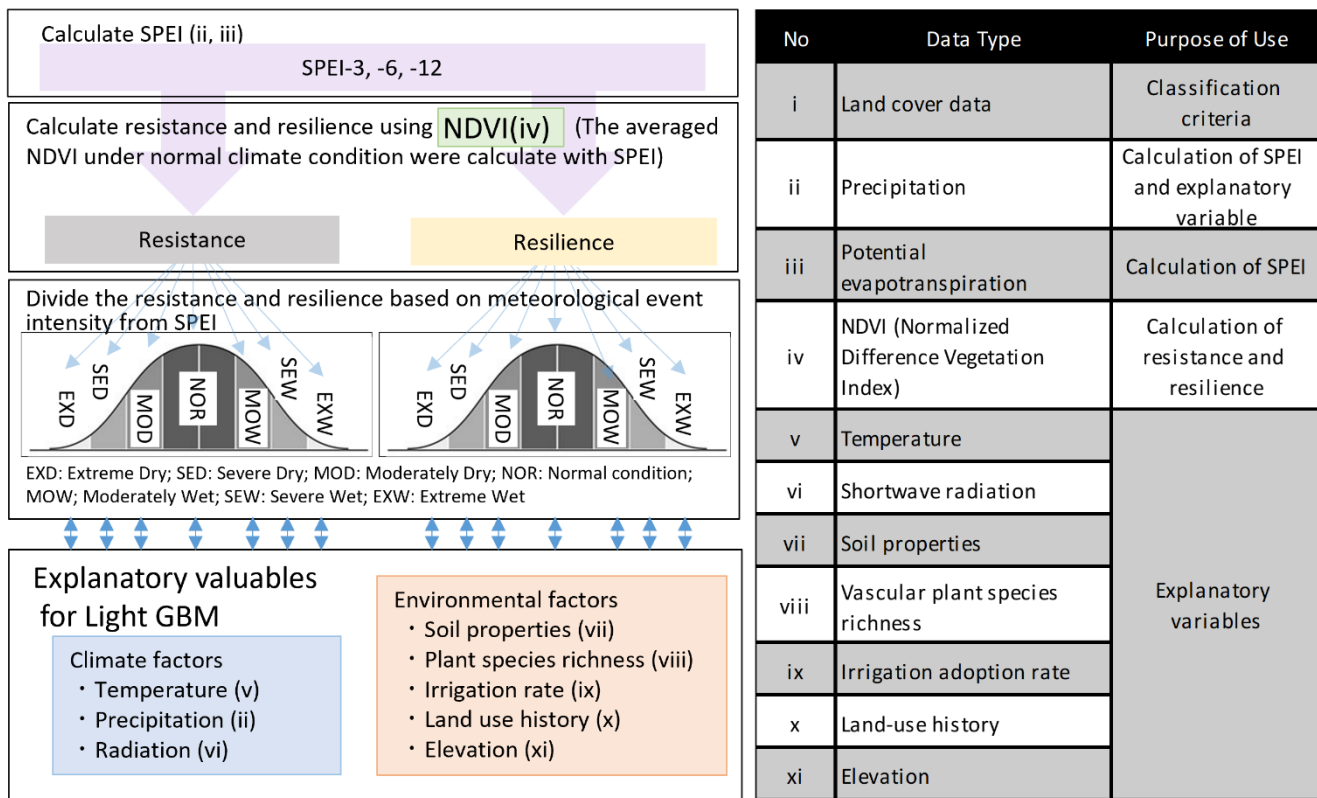 Calculate SPEI (ii, iii)
SPEI-3, -6, -12
Calculate resistance and resilience using NDVI(iv) (The averaged
NDVI under normal climate condition were calculate with SPEI)
Resistance
Resilience
Divide the resistance and resilience based on meteorological event
intensity from SPEI
EXD
SED
MOD
NOR
MOW
SEW
EXW
EXD
SED
MOD
NOR
MOW
SEW
EXW
EXD: Extreme Dry; SED: Severe Dry; MOD: Moderately Dry; NOR: Normal condition;
MOW; Moderately Wet; SEW: Severe Wet; EXW: Extreme Wet
Explanatory valuables
for Light GBM
Climate factors
・Temperature (v)
・Precipitation (ii)
・Radiation (vi)
Environmental factors
・Soil properties (vii)
・Plant species richness (viii)
・Irrigation rate (ix)
・Land use history (x)
・Elevation (xi)
No
Data Type
Purpose of Use
i
Land cover data
Classification
criteria
ii
Precipitation
Calculation of SPEI
and explanatory
variable
iii
Potential
evapotranspiration
Calculation of SPEI
iv
NDVI (Normalized
Difference Vegetation
Index)
Calculation of
resistance and
resilience
v
Temperature
vi
Shortwave radiation
vii
Soil properties
viii
Vascular plant species
richness
ix
Irrigation adoption rate
x
Land-use history
xi
Elevation
Explanatory
variables